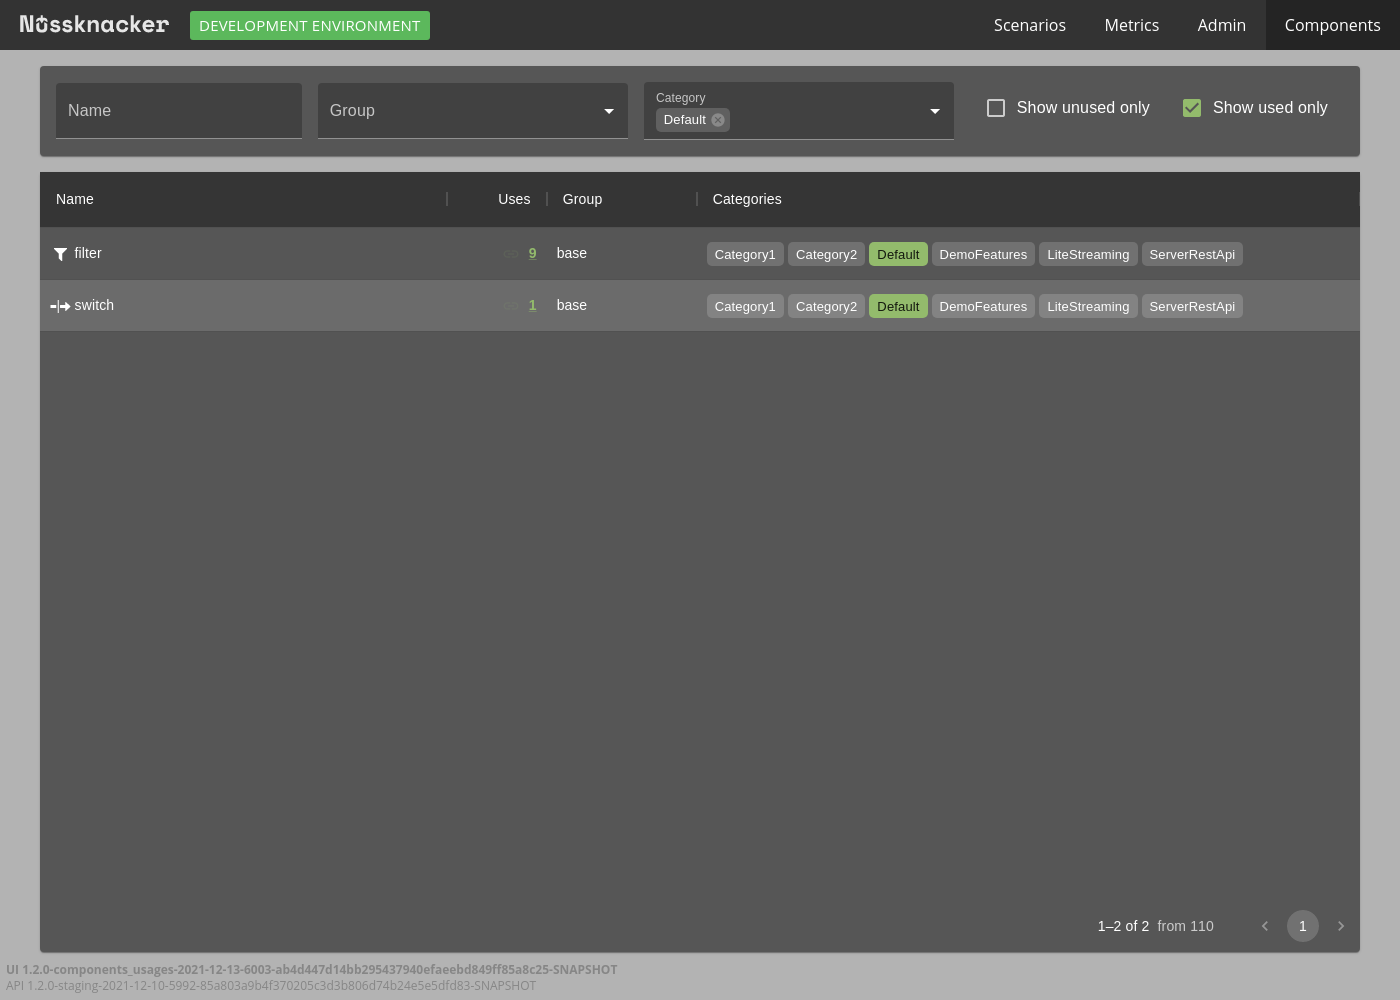 Nussknacker DEVELOPMENT ENVIRONMENT Scenarios Metrics Admin Components
Name Group Category Default Show unused only Show used only
Name Uses Group Categories
filter 9 base Category1 Category2 Default DemoFeatures LiteStreaming ServerRestApi
switch 1 base Category1 Category2 Default DemoFeatures LiteStreaming ServerRestApi
1–2 of 2 from 110 1
UI 1.2.0-components_usages-2021-12-13-6003-ab4d447d14bb295437940efaeebd849ff85a8c25-SNAPSHOT
API 1.2.0-staging-2021-12-10-5992-85a803a9b4f370205c3d3b806d74b24e5e5dfd83-SNAPSHOT